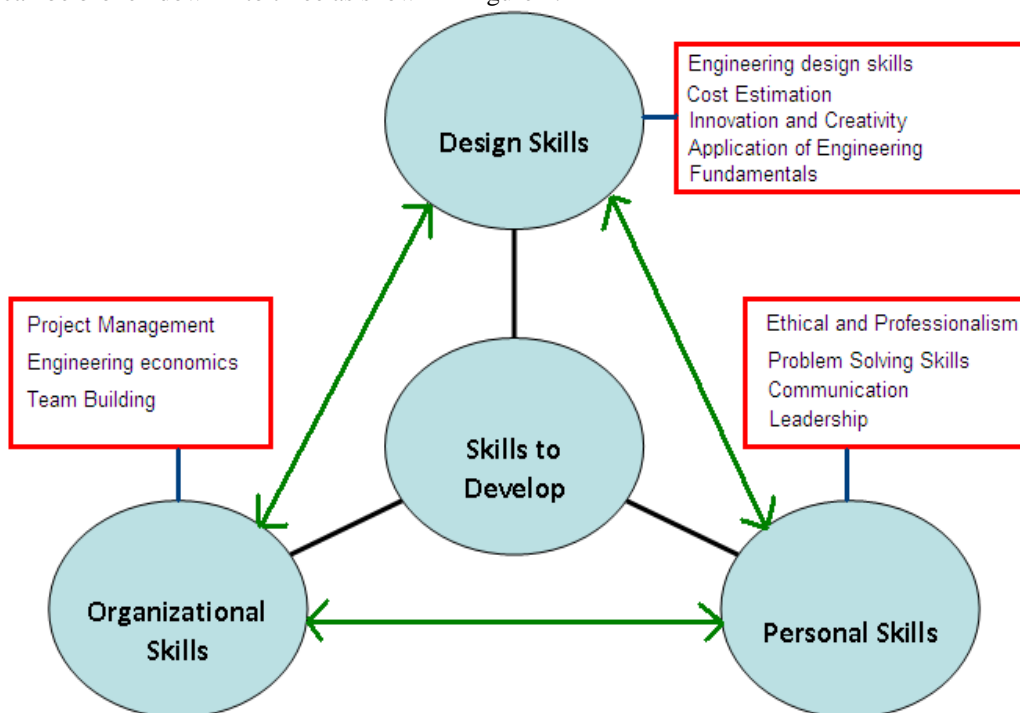 Engineering design skills
Cost Estimation
Innovation and Creativity
Application of Engineering
Fundamentals
Design Skills
Project Management
Engineering economics
Team Building
Ethical and Professionalism
Problem Solving Skills
Communication
Leadership
Skills to
Develop
Organizational
Skills
Personal Skills